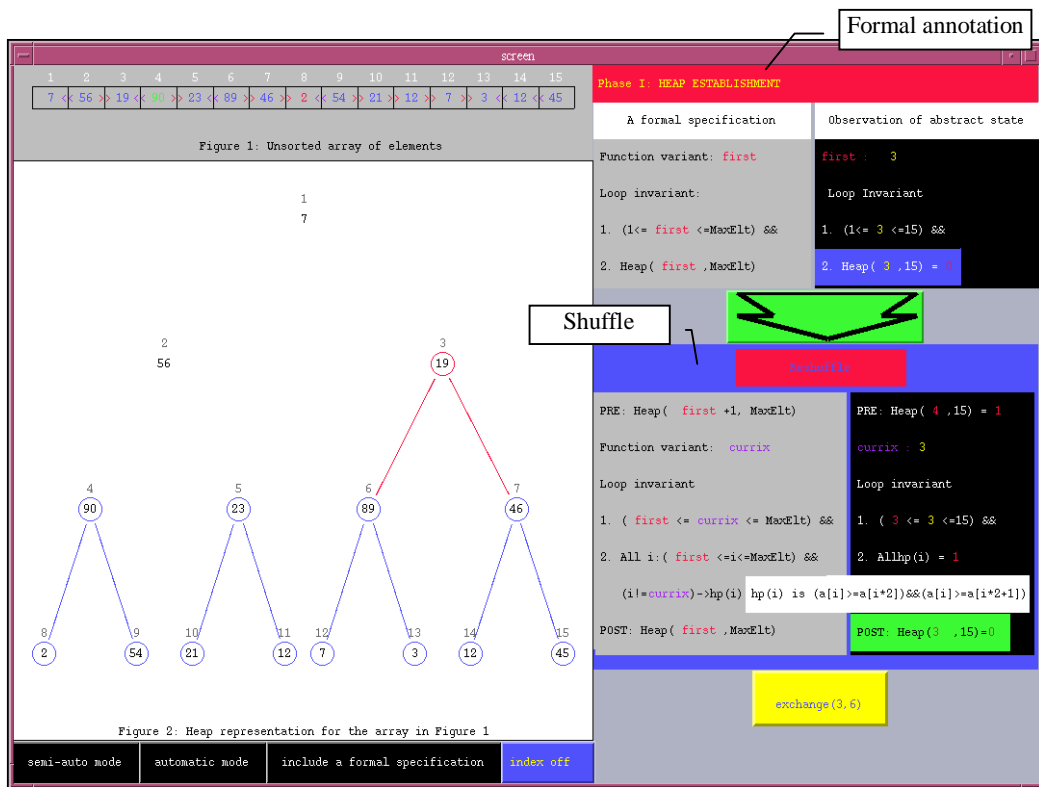 Formal annotation
screen
1 2 3 4 5 6 7 8 9 10 11 12 13 14 15
7 << 56 >> 19 << 90 >> 23 << 89 >> 46 >> 2 << 54 >> 21 >> 12 >> 7 >> 3 << 12 << 45
Figure 1: Unsorted array of elements
Phase I: HEAP ESTABLISHMENT
A formal specification
Observation of abstract state
Function variant: first
first : 3
Loop invariant:
Loop Invariant
1. (1<= first <=MaxElt) &&
1. (1<= 3 <=15) &&
2. Heap( first ,MaxElt)
2. Heap( 3 ,15) = 0
Shuffle
1
7
2
56
3
19
4
90
5
23
6
89
7
46
8
2
9
54
10
21
11
12
12
7
13
3
14
12
15
45
Figure 2: Heap representation for the array in Figure 1
PRE: Heap( first +1, MaxElt)
PRE: Heap( 4 ,15) = 1
Function variant: currix
currix : 3
Loop invariant
Loop invariant
1. ( first <= currix <= MaxElt) &&
1. ( 3 <= 3 <=15) &&
2. All i:( first <=i<=MaxElt) &&
2. Allhp(i) = 1
(i!=currix)->hp(i)
hp(i) is (a[i]>=a[i*2])&&(a[i]>=a[i*2+1])
POST: Heap( first ,MaxElt)
POST: Heap(3 ,15)=0
exchange(3,6)
semi-auto mode
automatic mode
include a formal specification
index off